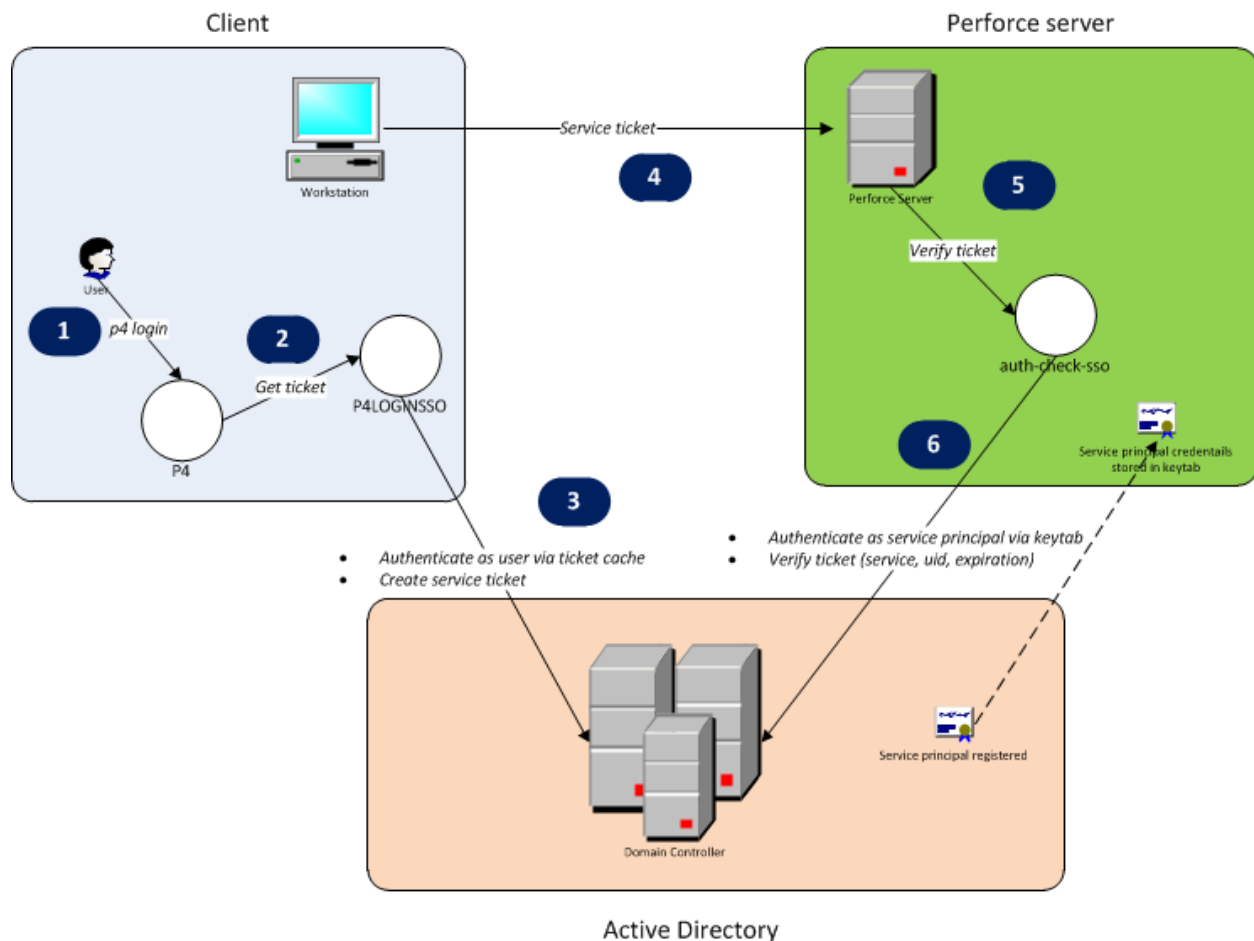 Client
Perforce server
Workstation
Service ticket
4
Perforce Server
5
Verify ticket
User
1
p4 login
2
Get ticket
P4LOGINSSO
P4
auth-check-sso
6
Service principal credentails
stored in keytab
3
• Authenticate as user via ticket cache
• Create service ticket
• Authenticate as service principal via keytab
• Verify ticket (service, uid, expiration)
Service principal registered
Domain Controller
Active Directory